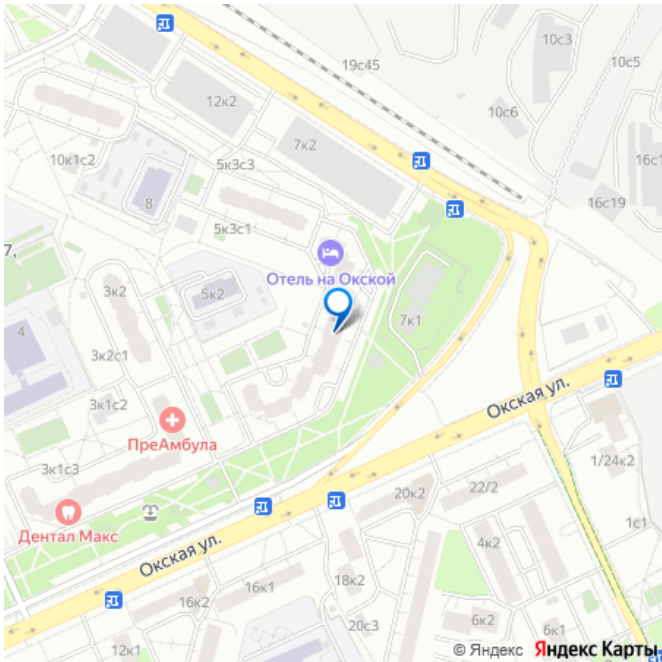 19с45
10с3
10с5
12к2
10с6
7к2
16с1
10к1с2
5к3с3
8
16с19
5к3с1
7,
Отель на Окской
3к2
5к2
7к1
4
3к2с1
Окская ул.
3к1с2
ПреАмбула
1/24к2
3к1с3
22/2
20к2
1с1
Дентал Макс
4к2
Окская ул.
18к2
16к1
16к2
6к2
20с3
6к1
12к1
© Яндекс Яндекс Карты